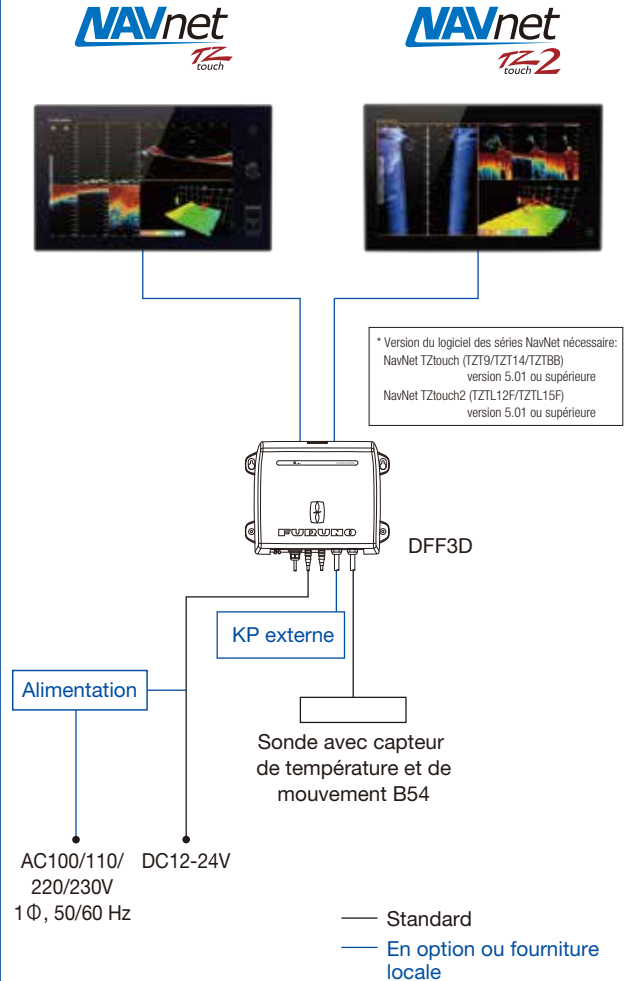 NAVnet
TZ
touch
NAVnet
TZ 2
touch
* Version du logiciel des séries NavNet nécessaire:
NavNet TZtouch (TZT9/TZT14/TZTBB)
version 5.01 ou supérieure
NavNet TZtouch2 (TZTL12F/TZTL15F)
version 5.01 ou supérieure
FURUNO
DFF3D
KP externe
Alimentation
Sonde avec capteur
de température et de
mouvement B54
AC100/110/
220/230V
1Φ, 50/60 Hz
DC12-24V
Standard
En option ou fourniture
locale